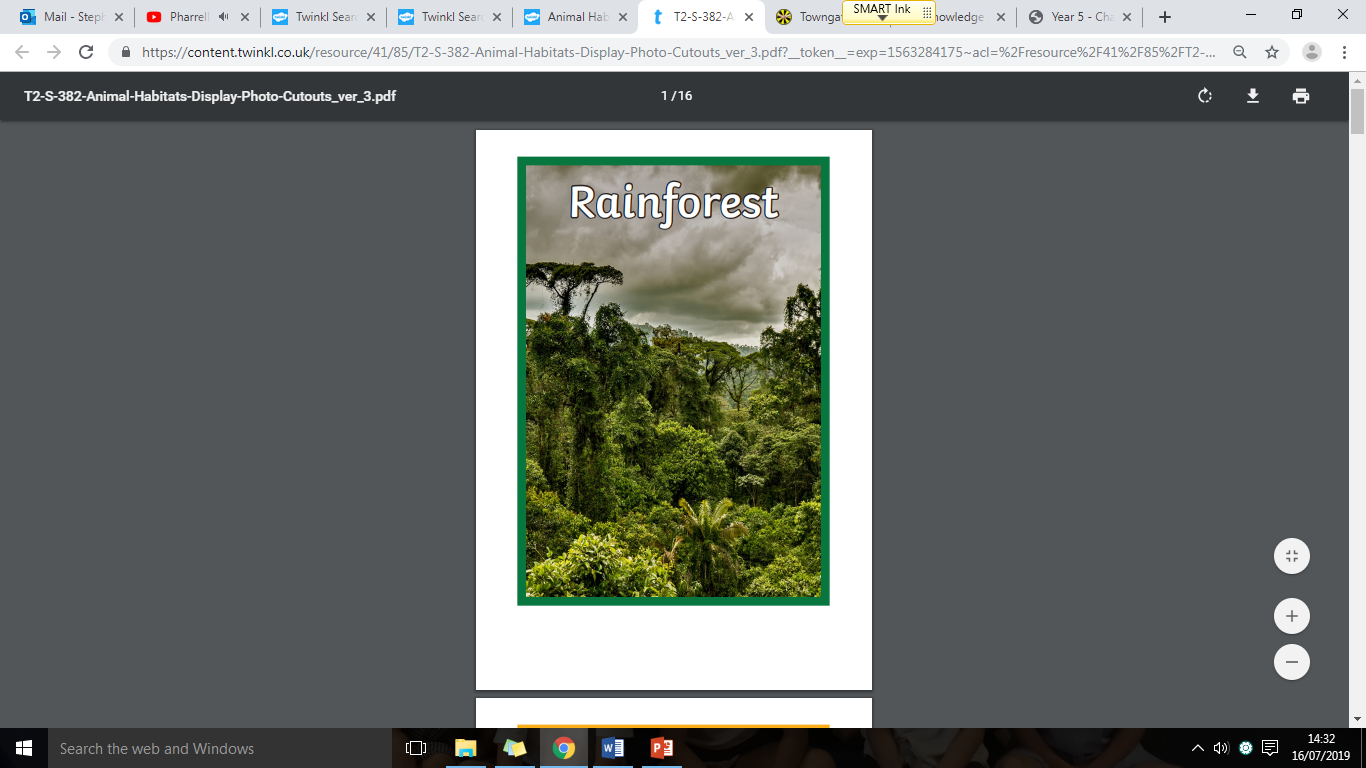 Mail - Steph
Pharrell
Twinkl Sear
Twinkl Sear
Animal Hab
T2-S-382-A
Towngat
SMART Ink
nowledge
Year 5 - Cha
https://content.twinkl.co.uk/resource/41/85/T2-S-382-Animal-Habitats-Display-Photo-Cutouts_ver_3.pdf?__token__=exp=1563284175~acl=%2Fresource%2F41%2F85%2FT2-...
T2-S-382-Animal-Habitats-Display-Photo-Cutouts_ver_3.pdf
1 / 16
Rainforest
Search the web and Windows
14:32
16/07/2019